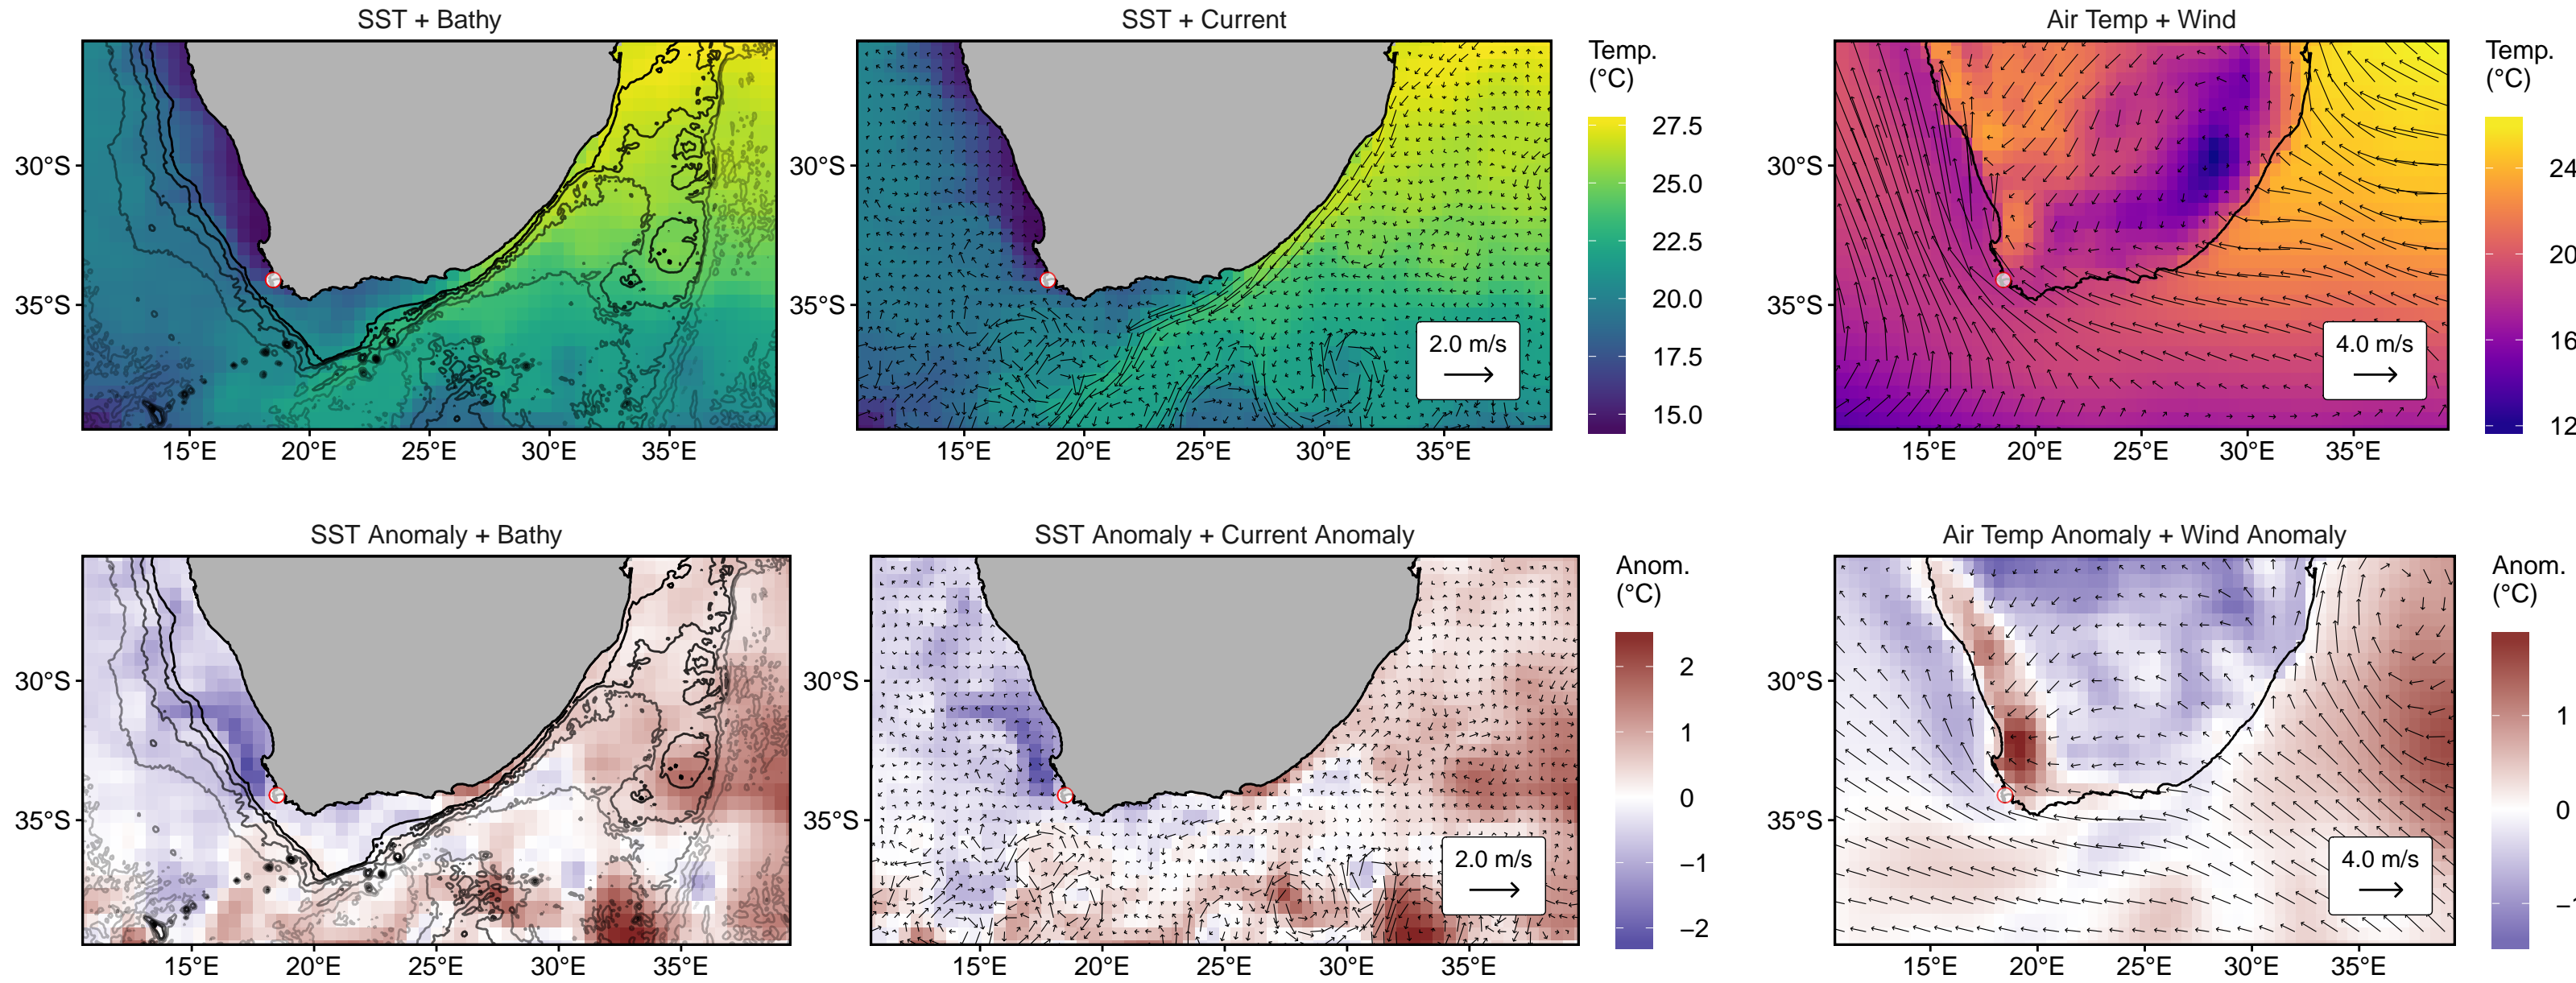 SST + Bathy
SST + Current
Air Temp + Wind
30°S
35°S
15°E 20°E 25°E 30°E 35°E
30°S
35°S
2.0 m/s
15°E 20°E 25°E 30°E 35°E
Temp.
(°C)
27.5
25.0
22.5
20.0
17.5
15.0
30°S
35°S
4.0 m/s
15°E 20°E 25°E 30°E 35°E
Temp.
(°C)
24
20
16
12
SST Anomaly + Bathy
SST Anomaly + Current Anomaly
Air Temp Anomaly + Wind Anomaly
30°S
35°S
15°E 20°E 25°E 30°E 35°E
30°S
35°S
2.0 m/s
15°E 20°E 25°E 30°E 35°E
Anom.
(°C)
2
1
0
−1
−2
30°S
35°S
4.0 m/s
15°E 20°E 25°E 30°E 35°E
Anom.
(°C)
1
0